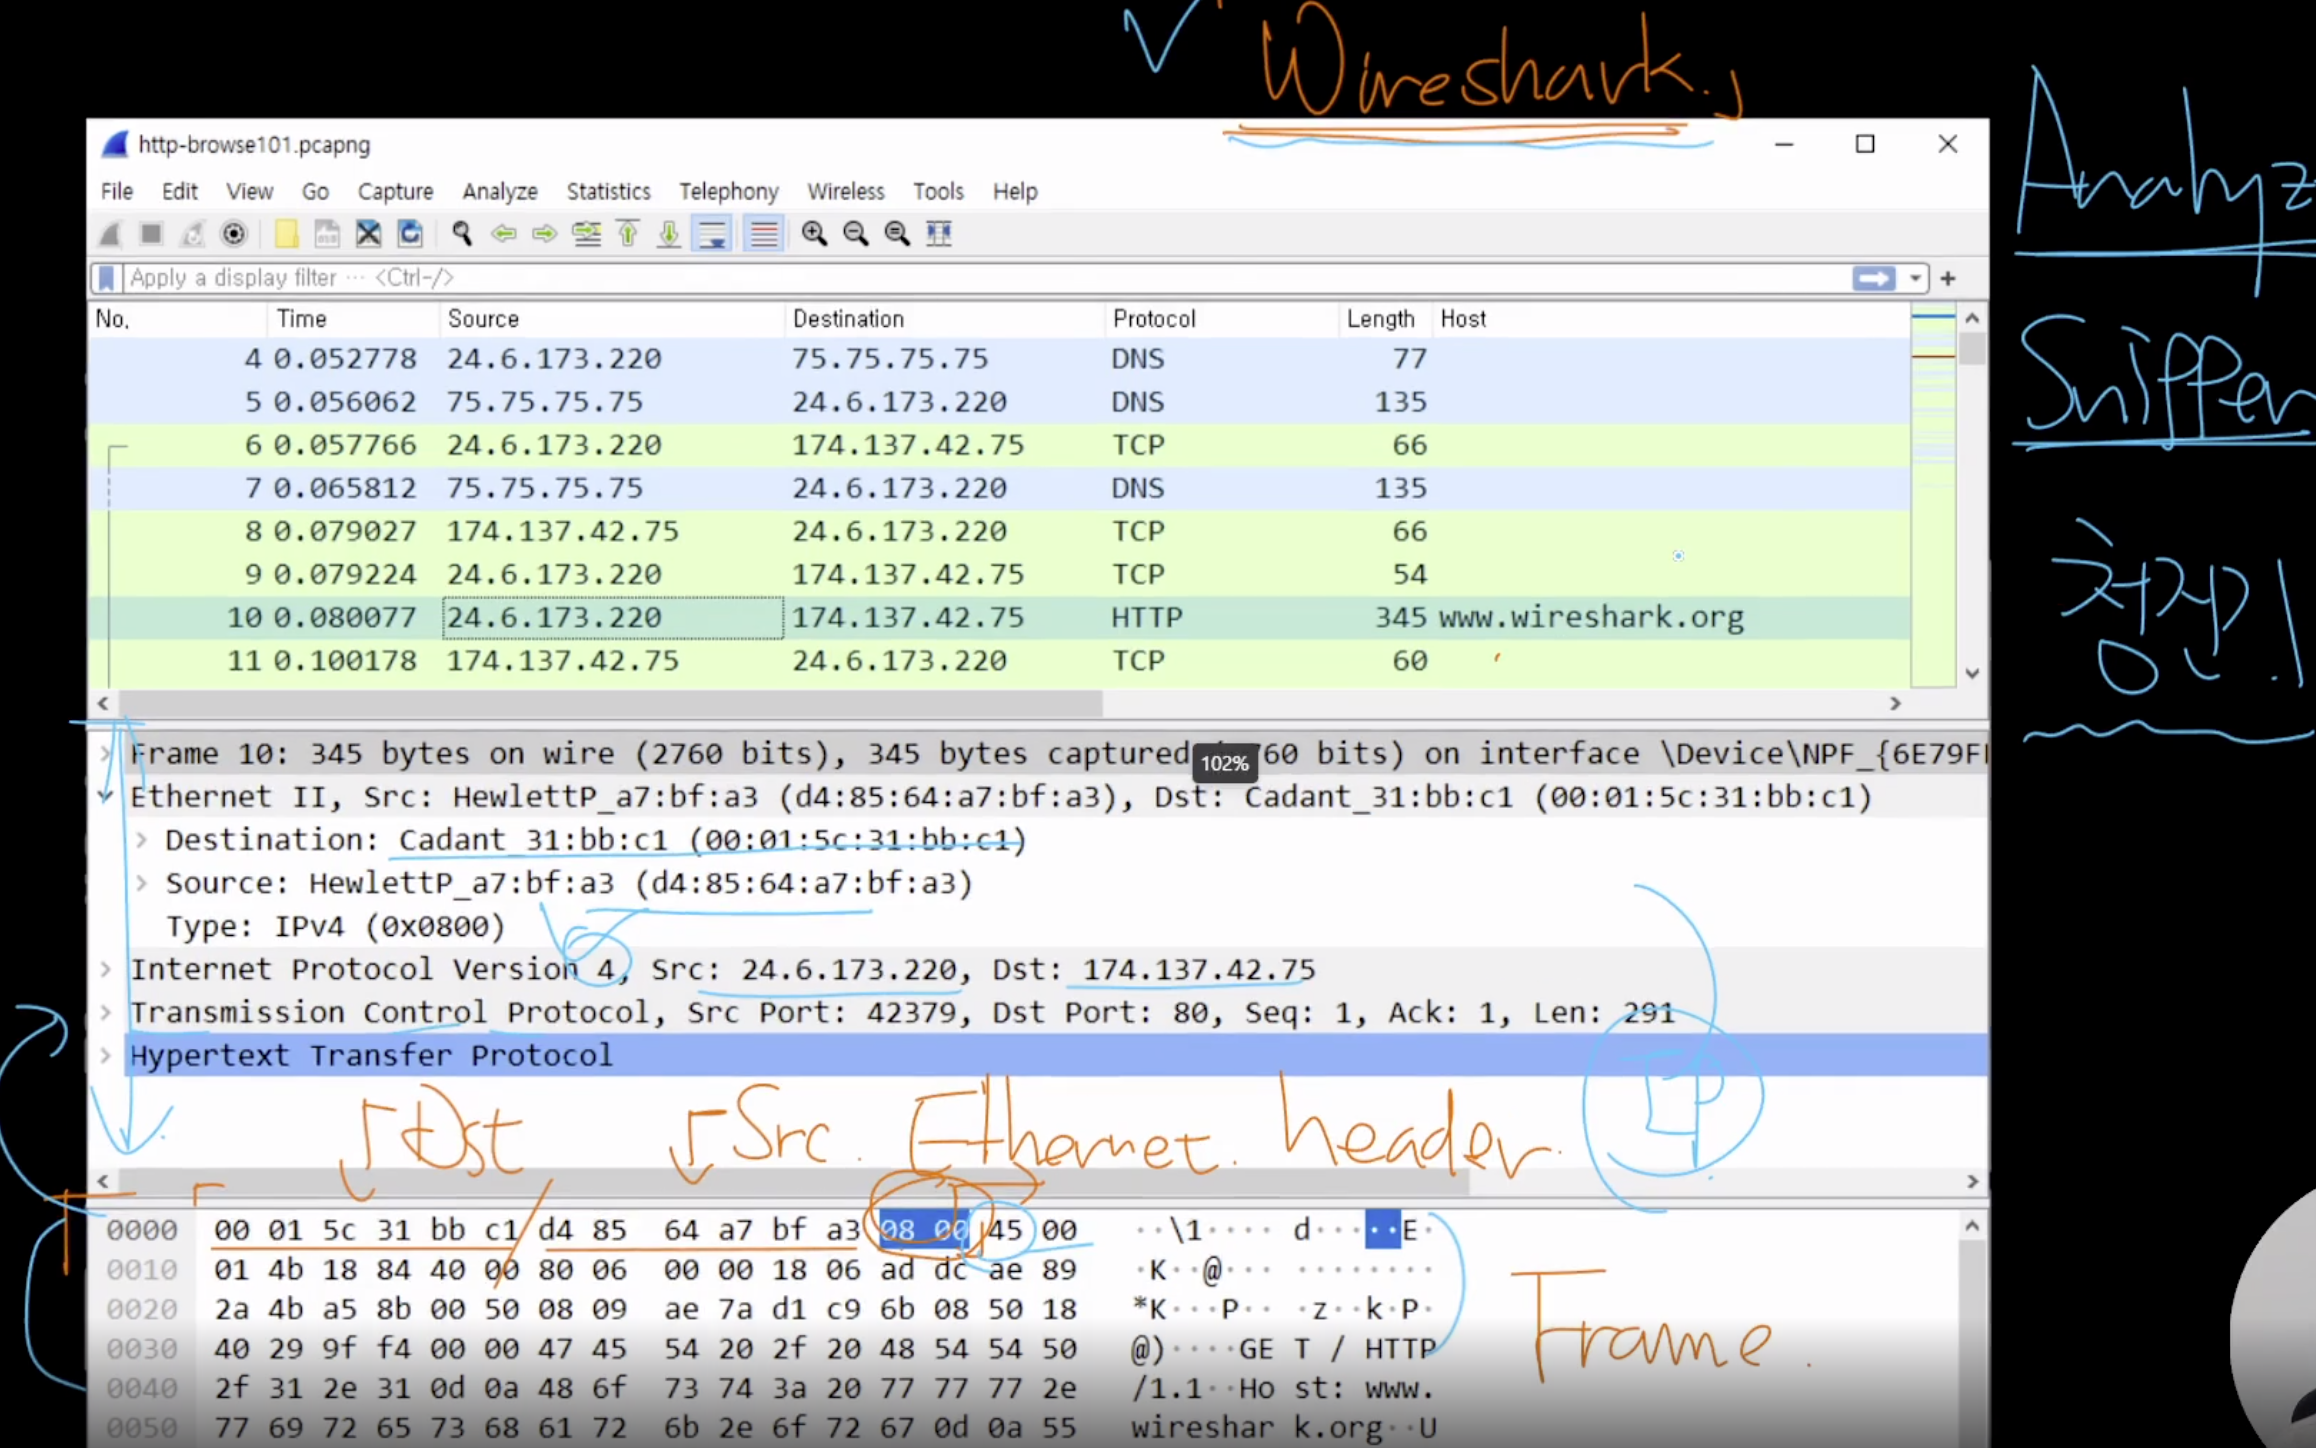 Wireshark.
http-browse101.pcapng
File Edit View Go Capture Analyze Statistics Telephony Wireless Tools Help
Apply a display filter ··· <Ctrl-/>
No. Time Source Destination Protocol Length Host
4 0.052778 24.6.173.220 75.75.75.75 DNS 77
5 0.056062 75.75.75.75 24.6.173.220 DNS 135
6 0.057766 24.6.173.220 174.137.42.75 TCP 66
7 0.065812 75.75.75.75 24.6.173.220 DNS 135
8 0.079027 174.137.42.75 24.6.173.220 TCP 66
9 0.079224 24.6.173.220 174.137.42.75 TCP 54
10 0.080077 24.6.173.220 174.137.42.75 HTTP 345 www.wireshark.org
11 0.100178 174.137.42.75 24.6.173.220 TCP 60
Analyz
Sniffer
Frame 10: 345 bytes on wire (2760 bits), 345 bytes captured 760 bits) on interface \Device\NPF_{6E79F
102%
Ethernet II, Src: HewlettP_a7:bf:a3 (d4:85:64:a7:bf:a3), Dst: Cadant_31:bb:c1 (00:01:5c:31:bb:c1)
Destination: Cadant_31:bb:c1 (00:01:5c:31:bb:c1)
Source: HewlettP_a7:bf:a3 (d4:85:64:a7:bf:a3)
Type: IPv4 (0x0800)
Internet Protocol Version 4, Src: 24.6.173.220, Dst: 174.137.42.75
Transmission Control Protocol, Src Port: 42379, Dst Port: 80, Seq: 1, Ack: 1, Len: 291
Hypertext Transfer Protocol
Dst Src. Ethernet. header. IP
0000 00 01 5c 31 bb c1 d4 85 64 a7 bf a3 08 00 45 00 ··\1···· d·····E·
0010 01 4b 18 84 40 00 80 06 00 00 18 06 ad dc ae 89 ·K··@··· ········
0020 2a 4b a5 8b 00 50 08 09 ae 7a d1 c9 6b 08 50 18 *K···P·· ·z··k·P·
0030 40 29 9f f4 00 00 47 45 54 20 2f 20 48 54 54 50 @)····GE T / HTTP
0040 2f 31 2e 31 0d 0a 48 6f 73 74 3a 20 77 77 77 2e /1.1··Ho st: www.
0050 77 69 72 65 73 68 61 72 6b 2e 6f 72 67 0d 0a 55 wireshar k.org··U
Frame.